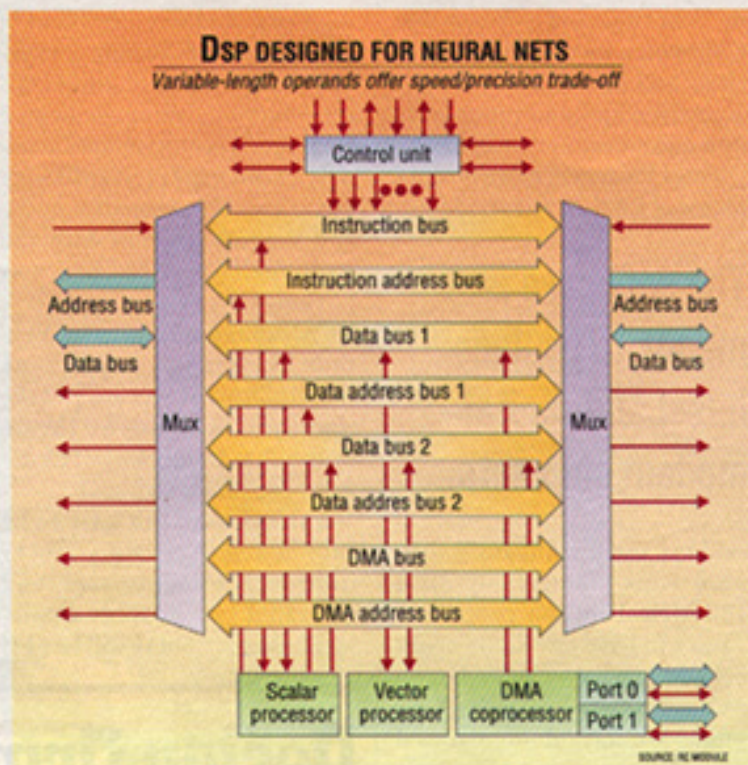 DSP DESIGNED FOR NEURAL NETS
Variable-length operands offer speed/precision trade-off
Control unit
Instruction bus
Instruction address bus
Address bus
Address bus
Data bus 1
Data bus
Data bus
Data address bus 1
Mux
Mux
Data bus 2
Data addres bus 2
DMA bus
DMA address bus
Scalar
processor
Vector
processor
DMA
coprocessor
Port 0
Port 1
SOURCE: RC MODULE